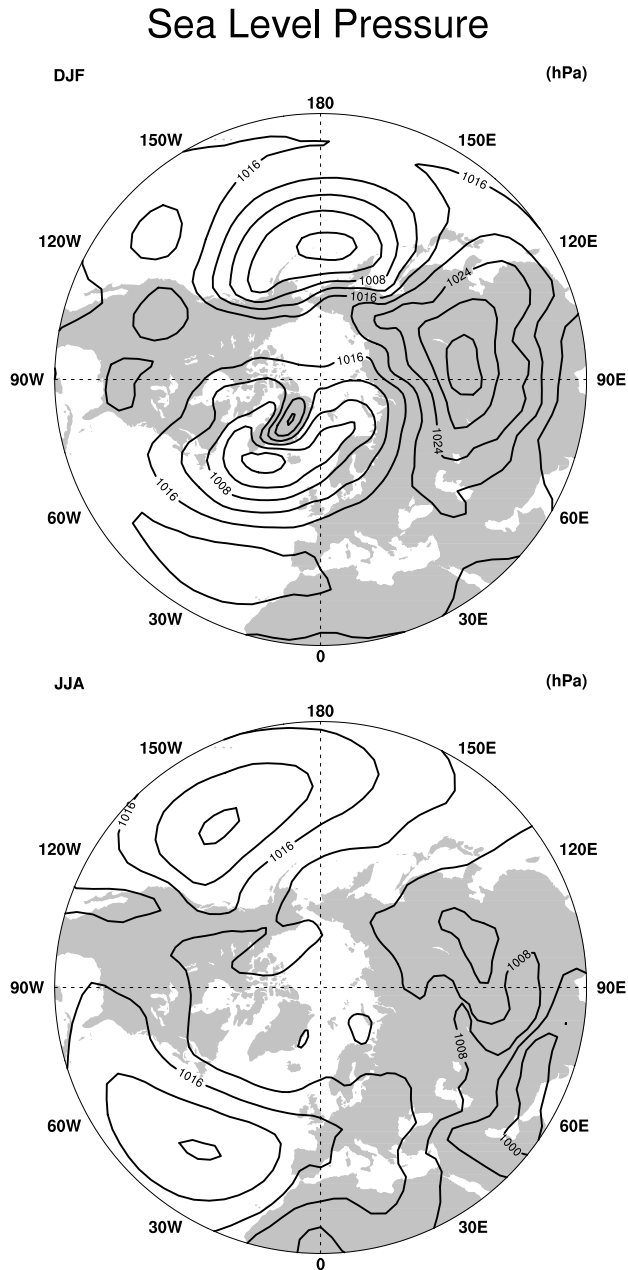 Sea Level Pressure
DJF (hPa)
180
150W 150E
1016 1016
120W 120E
1024
1008
1016
1016
90W 90E
1024
1008
1016
60W 60E
30W 30E
0
JJA (hPa)
180
150W 150E
1016
120W 1016 120E
1008
90W 90E
1008
1016
60W 60E
1000
30W 30E
0